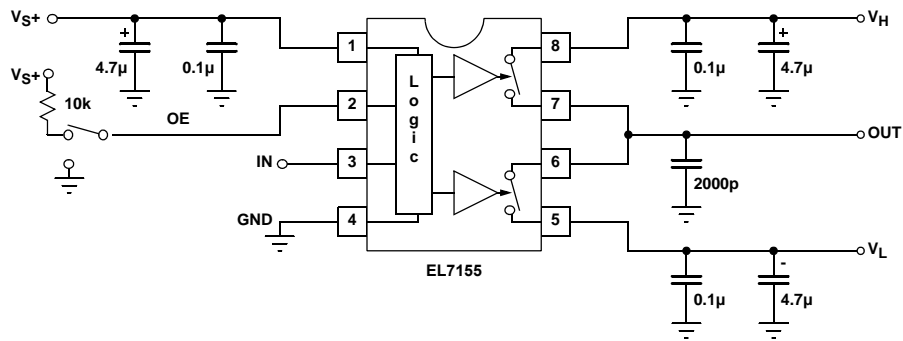 VS+
4.7µ
0.1µ
VS+
10k
OE
IN
GND
1
2
3
4
Logic
8
7
6
5
EL7155
VH
0.1µ
4.7µ
OUT
2000p
VL
0.1µ
4.7µ